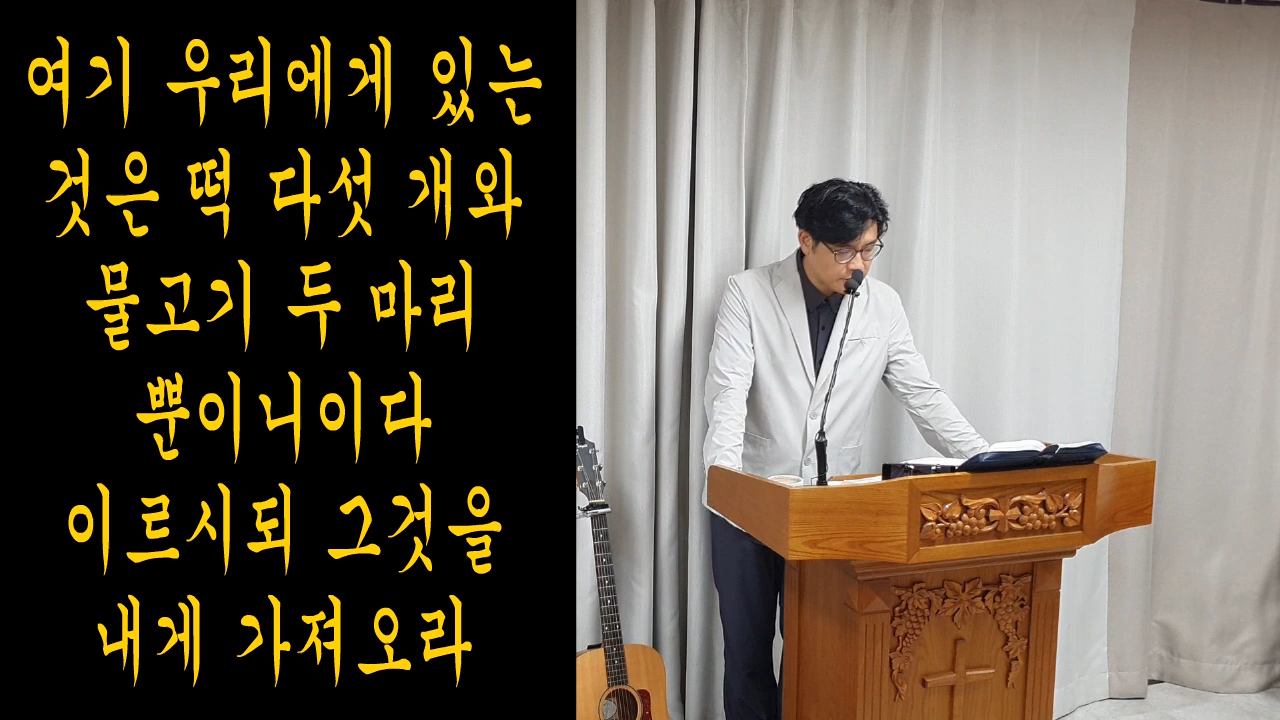 여기 우리에게 있는
것은 떡 다섯 개와
물고기 두 마리
뿐이니이다
이르시되 그것을
내게 가져오라